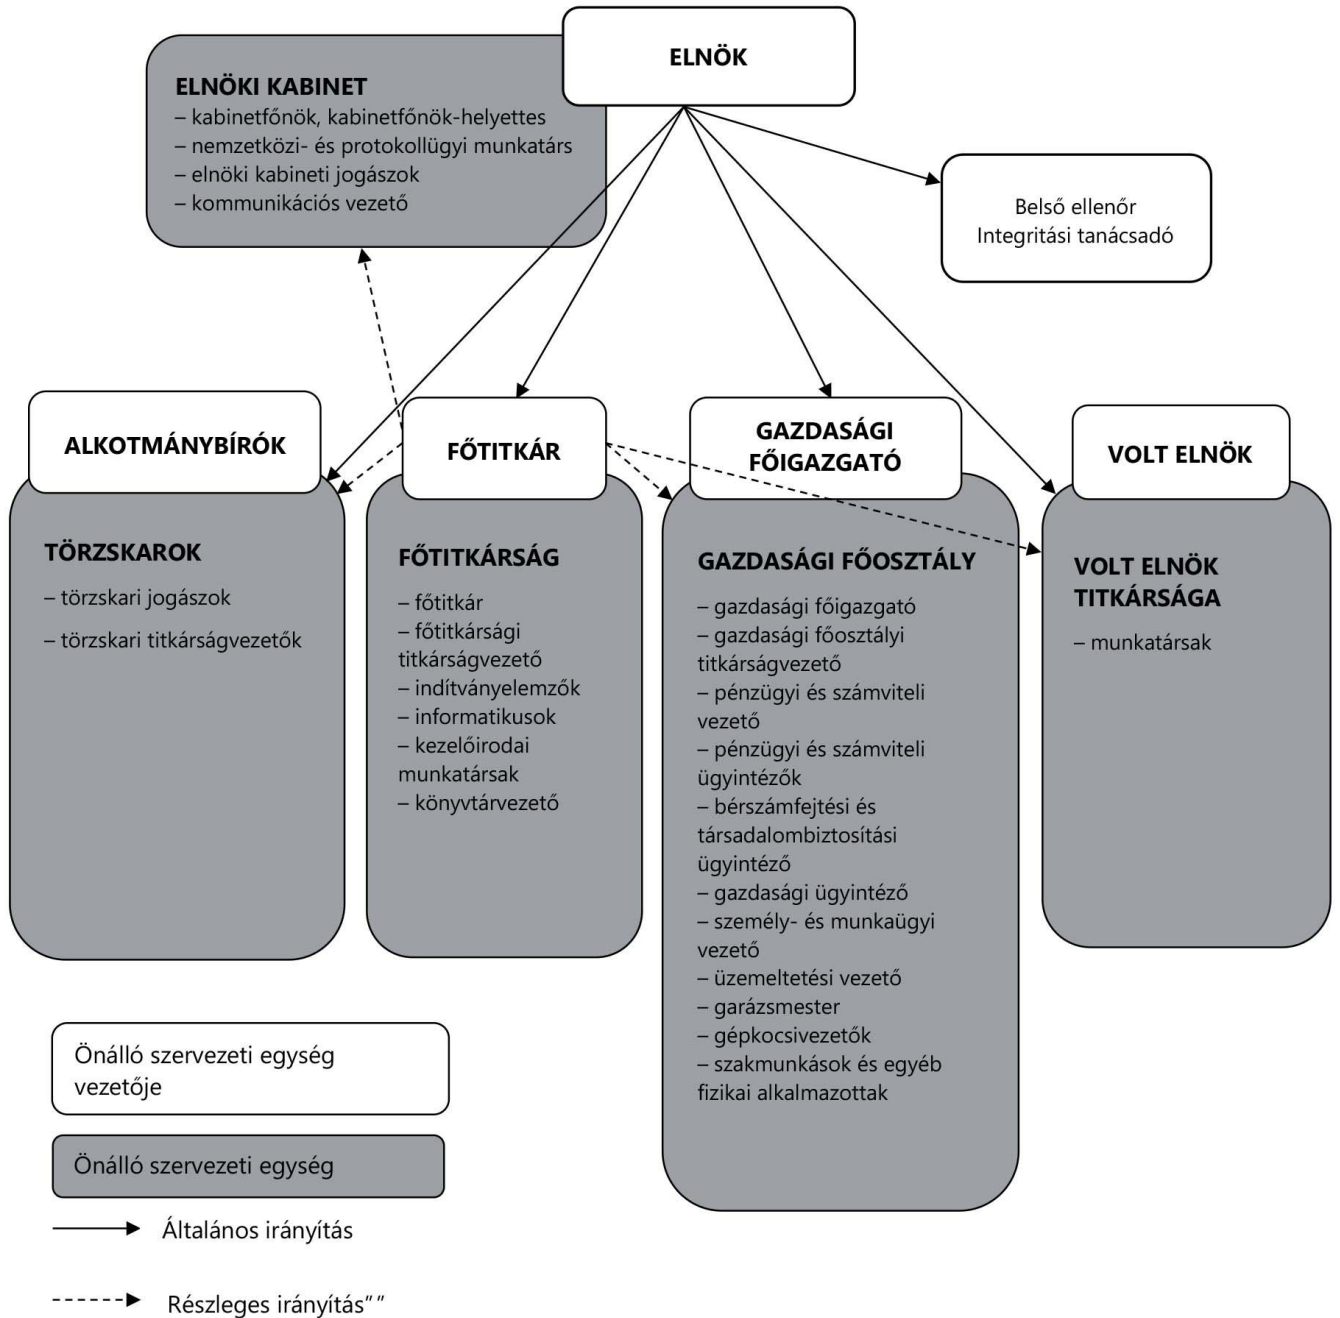 ELNÖK
ELNÖKI KABINET
– kabinetfőnök, kabinetfőnök-helyettes
– nemzetközi- és protokollügyi munkatárs
– elnöki kabineti jogászok
– kommunikációs vezető
Belső ellenőr
Integritási tanácsadó
ALKOTMÁNYBÍRÓK
TÖRZSKAROK
– törzskari jogászok
– törzskari titkárságvezetők
FŐTITKÁR
FŐTITKÁRSÁG
– főtitkár
– főtitkársági
titkárságvezető
– indítványelemzők
– informatikusok
– kezelőirodai
munkatársak
– könyvtárvezető
GAZDASÁGI
FŐIGAZGATÓ
GAZDASÁGI FŐOSZTÁLY
– gazdasági főigazgató
– gazdasági főosztályi
titkárságvezető
– pénzügyi és számviteli
vezető
– pénzügyi és számviteli
ügyintézők
– bérszámfejtési és
társadalombiztosítási
ügyintéző
– gazdasági ügyintéző
– személy- és munkaügyi
vezető
– üzemeltetési vezető
– garázsmester
– gépkocsivezetők
– szakmunkások és egyéb
fizikai alkalmazottak
VOLT ELNÖK
VOLT ELNÖK
TITKÁRSÁGA
– munkatársak
Önálló szervezeti egység
vezetője
Önálló szervezeti egység
Általános irányítás
Részleges irányítás””